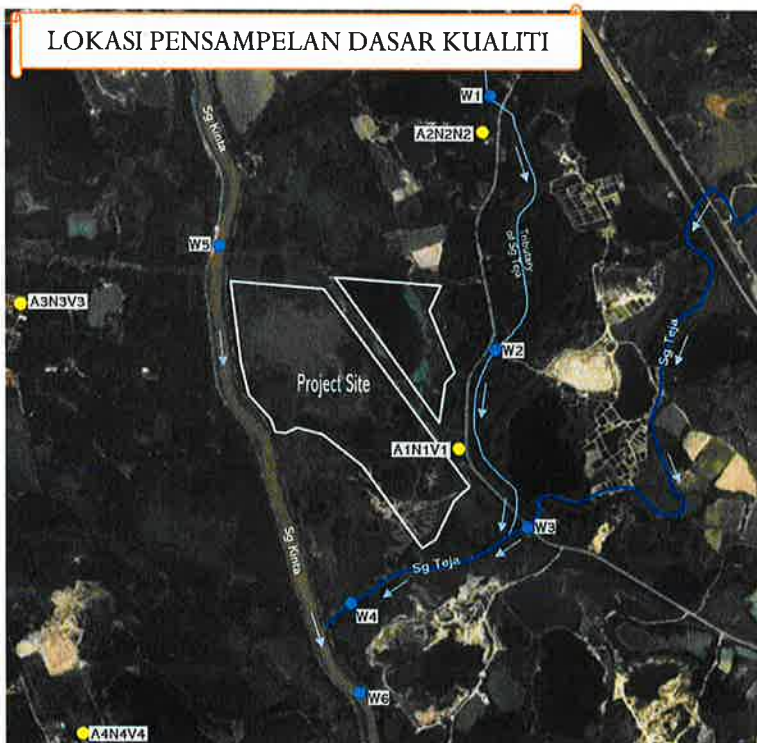 LOKASI PENSAMPELAN DASAR KUALITI
Sg Kinta
W1
A2N2N2
Tributary
of Sg Teja
W5
A3N3V3
Sg Teja
W2
Project Site
A1N1V1
Sg Kinta
W3
Sg Teja
W4
W6
A4N4V4